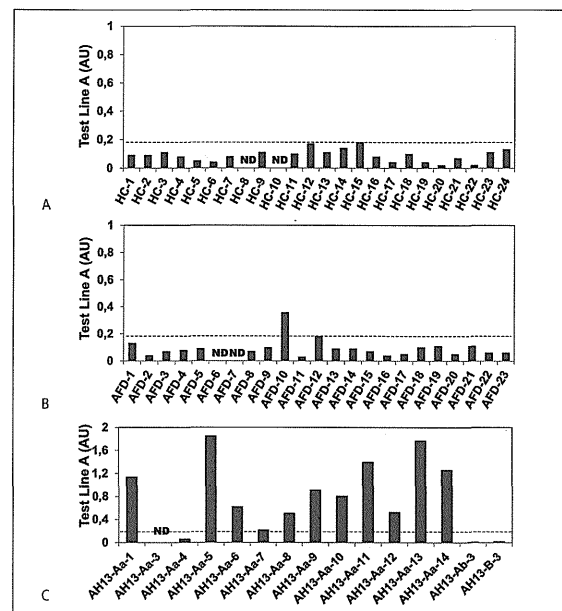 1
0,8
0,6
0,4
0,2
0
Test Line A (AU)
ND ND
HC-1 HC-2 HC-3 HC-4 HC-5 HC-6 HC-7 HC-8 HC-9 HC-10 HC-11 HC-12 HC-13 HC-14 HC-15 HC-16 HC-17 HC-18 HC-19 HC-20 HC-21 HC-22 HC-23 HC-24
A
1
0,8
0,6
0,4
0,2
0
Test Line A (AU)
NDND
AFD-1 AFD-2 AFD-3 AFD-4 AFD-5 AFD-6 AFD-7 AFD-8 AFD-9 AFD-10 AFD-11 AFD-12 AFD-13 AFD-14 AFD-15 AFD-16 AFD-17 AFD-18 AFD-19 AFD-20 AFD-21 AFD-22 AFD-23
B
2
1,6
1,2
0,8
0,4
0
Test Line A (AU)
ND
AH13-Aa-1 AH13-Aa-3 AH13-Aa-4 AH13-Aa-5 AH13-Aa-6 AH13-Aa-7 AH13-Aa-8 AH13-Aa-9 AH13-Aa-10 AH13-Aa-11 AH13-Aa-12 AH13-Aa-13 AH13-Aa-14 AH13-Ab-3 AH13-B-3
C